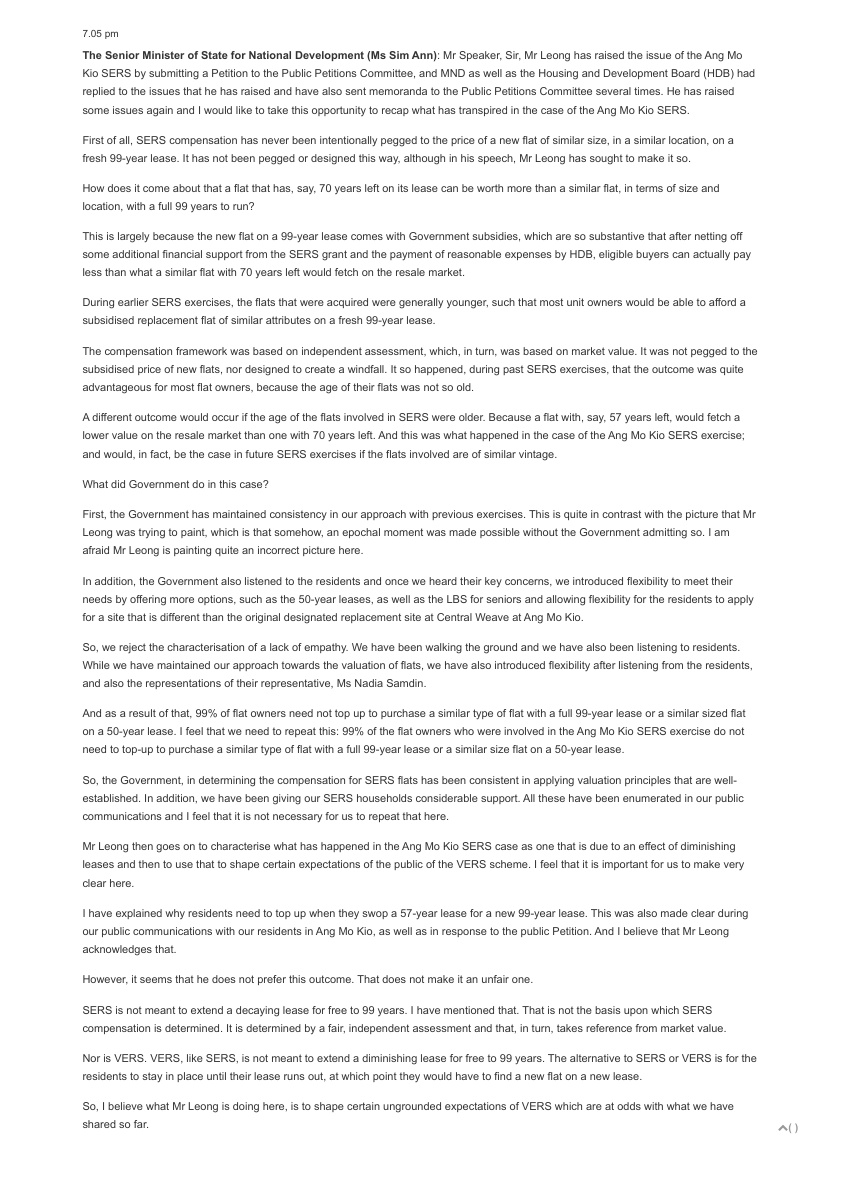 7.05 pm
The Senior Minister of State for National Development (Ms Sim Ann): Mr Speaker, Sir, Mr Leong has raised the issue of the Ang Mo
Kio SERS by submitting a Petition to the Public Petitions Committee, and MND as well as the Housing and Development Board (HDB) had
replied to the issues that he has raised and have also sent memoranda to the Public Petitions Committee several times. He has raised
some issues again and I would like to take this opportunity to recap what has transpired in the case of the Ang Mo Kio SERS.
First of all, SERS compensation has never been intentionally pegged to the price of a new flat of similar size, in a similar location, on a
fresh 99-year lease. It has not been pegged or designed this way, although in his speech, Mr Leong has sought to make it so.
How does it come about that a flat that has, say, 70 years left on its lease can be worth more than a similar flat, in terms of size and
location, with a full 99 years to run?
This is largely because the new flat on a 99-year lease comes with Government subsidies, which are so substantive that after netting off
some additional financial support from the SERS grant and the payment of reasonable expenses by HDB, eligible buyers can actually pay
less than what a similar flat with 70 years left would fetch on the resale market.
During earlier SERS exercises, the flats that were acquired were generally younger, such that most unit owners would be able to afford a
subsidised replacement flat of similar attributes on a fresh 99-year lease.
The compensation framework was based on independent assessment, which, in turn, was based on market value. It was not pegged to the
subsidised price of new flats, nor designed to create a windfall. It so happened, during past SERS exercises, that the outcome was quite
advantageous for most flat owners, because the age of their flats was not so old.
A different outcome would occur if the age of the flats involved in SERS were older. Because a flat with, say, 57 years left, would fetch a
lower value on the resale market than one with 70 years left. And this was what happened in the case of the Ang Mo Kio SERS exercise;
and would, in fact, be the case in future SERS exercises if the flats involved are of similar vintage.
What did Government do in this case?
First, the Government has maintained consistency in our approach with previous exercises. This is quite in contrast with the picture that Mr
Leong was trying to paint, which is that somehow, an epochal moment was made possible without the Government admitting so. I am
afraid Mr Leong is painting quite an incorrect picture here.
In addition, the Government also listened to the residents and once we heard their key concerns, we introduced flexibility to meet their
needs by offering more options, such as the 50-year leases, as well as the LBS for seniors and allowing flexibility for the residents to apply
for a site that is different than the original designated replacement site at Central Weave at Ang Mo Kio.
So, we reject the characterisation of a lack of empathy. We have been walking the ground and we have also been listening to residents.
While we have maintained our approach towards the valuation of flats, we have also introduced flexibility after listening from the residents,
and also the representations of their representative, Ms Nadia Samdin.
And as a result of that, 99% of flat owners need not top up to purchase a similar type of flat with a full 99-year lease or a similar sized flat
on a 50-year lease. I feel that we need to repeat this: 99% of the flat owners who were involved in the Ang Mo Kio SERS exercise do not
need to top-up to purchase a similar type of flat with a full 99-year lease or a similar size flat on a 50-year lease.
So, the Government, in determining the compensation for SERS flats has been consistent in applying valuation principles that are well-
established. In addition, we have been giving our SERS households considerable support. All these have been enumerated in our public
communications and I feel that it is not necessary for us to repeat that here.
Mr Leong then goes on to characterise what has happened in the Ang Mo Kio SERS case as one that is due to an effect of diminishing
leases and then to use that to shape certain expectations of the public of the VERS scheme. I feel that it is important for us to make very
clear here.
I have explained why residents need to top up when they swop a 57-year lease for a new 99-year lease. This was also made clear during
our public communications with our residents in Ang Mo Kio, as well as in response to the public Petition. And I believe that Mr Leong
acknowledges that.
However, it seems that he does not prefer this outcome. That does not make it an unfair one.
SERS is not meant to extend a decaying lease for free to 99 years. I have mentioned that. That is not the basis upon which SERS
compensation is determined. It is determined by a fair, independent assessment and that, in turn, takes reference from market value.
Nor is VERS. VERS, like SERS, is not meant to extend a diminishing lease for free to 99 years. The alternative to SERS or VERS is for the
residents to stay in place until their lease runs out, at which point they would have to find a new flat on a new lease.
So, I believe what Mr Leong is doing here, is to shape certain ungrounded expectations of VERS which are at odds with what we have
shared so far.
( )